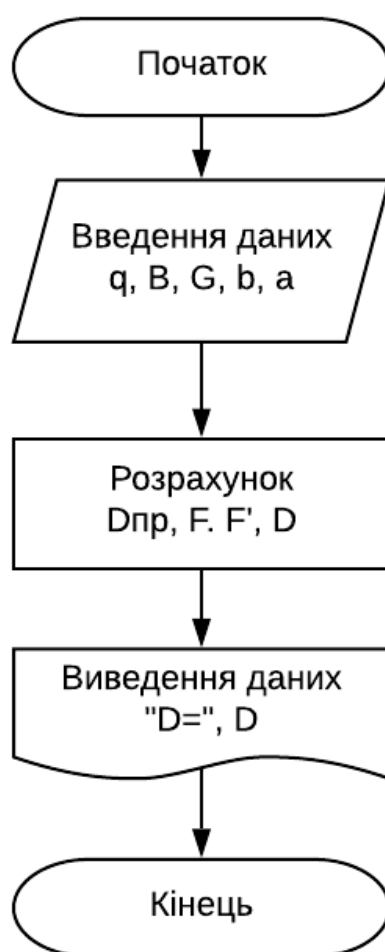 Початок
Введення даних
q, B, G, b, a
Розрахунок
Dпр, F. F', D
Виведення даних
"D=", D
Кінець